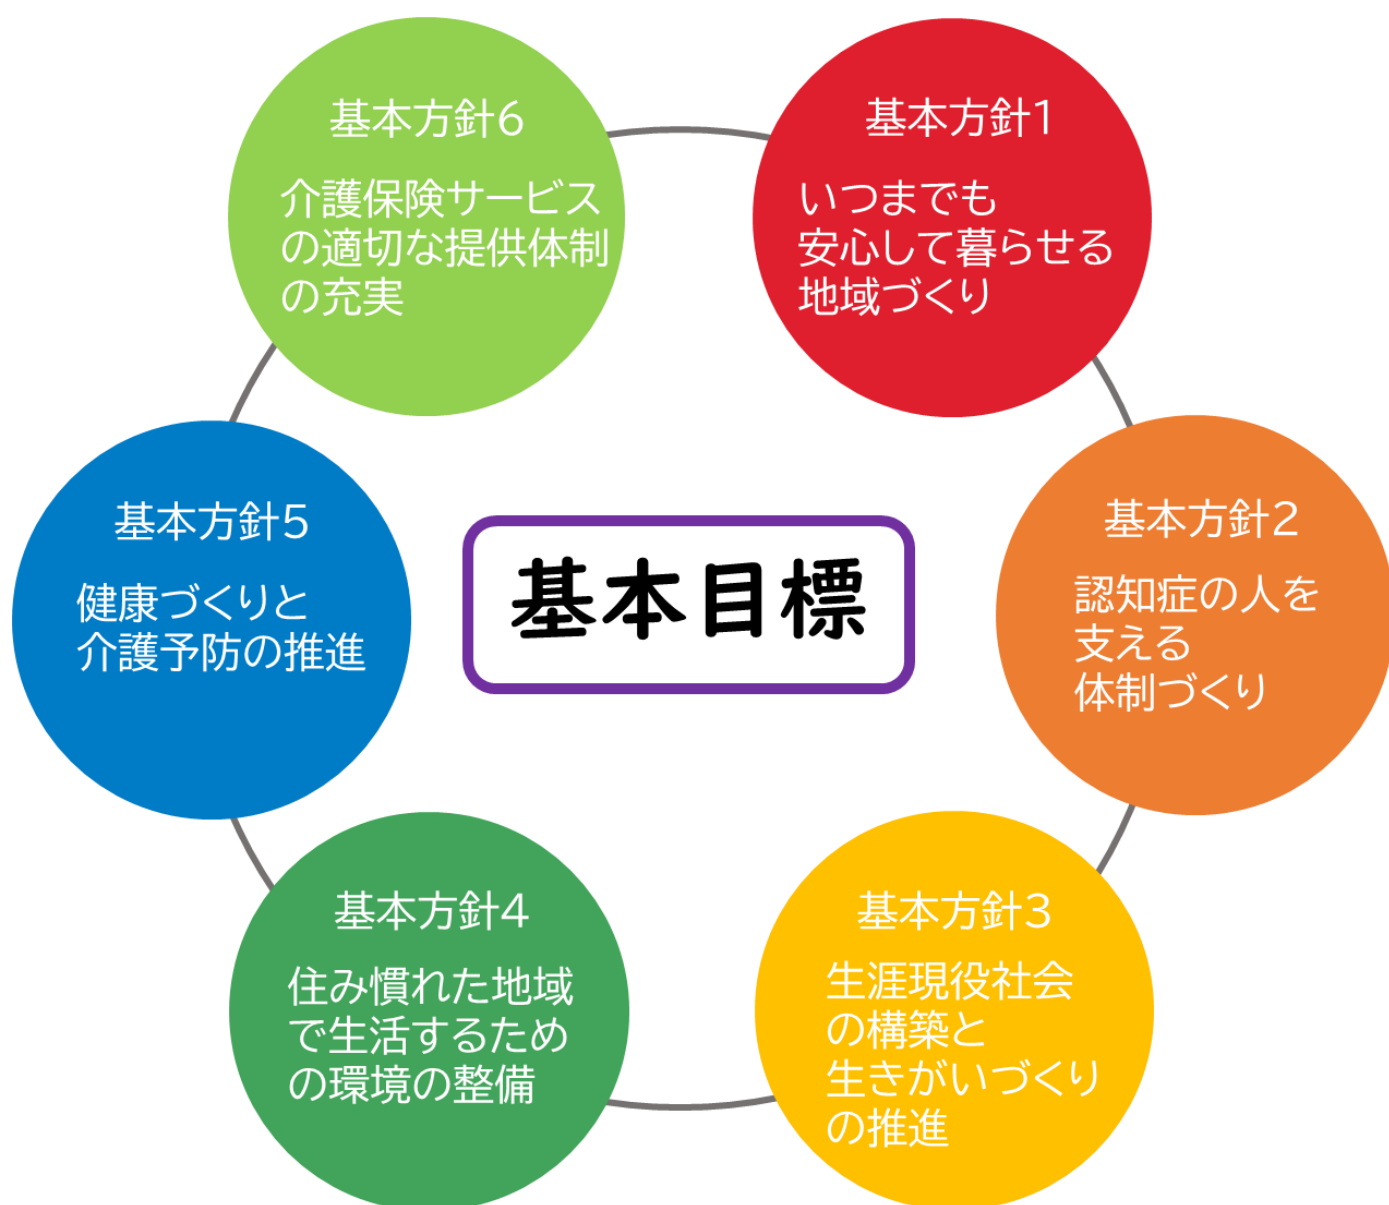 基本方針6
介護保険サービス
の適切な提供体制
の充実
基本方針1
いつまでも
安心して暮らせる
地域づくり
基本方針5
健康づくりと
介護予防の推進
基本目標
基本方針2
認知症の人を
支える
体制づくり
基本方針4
住み慣れた地域
で生活するため
の環境の整備
基本方針3
生涯現役社会
の構築と
生きがいづくり
の推進